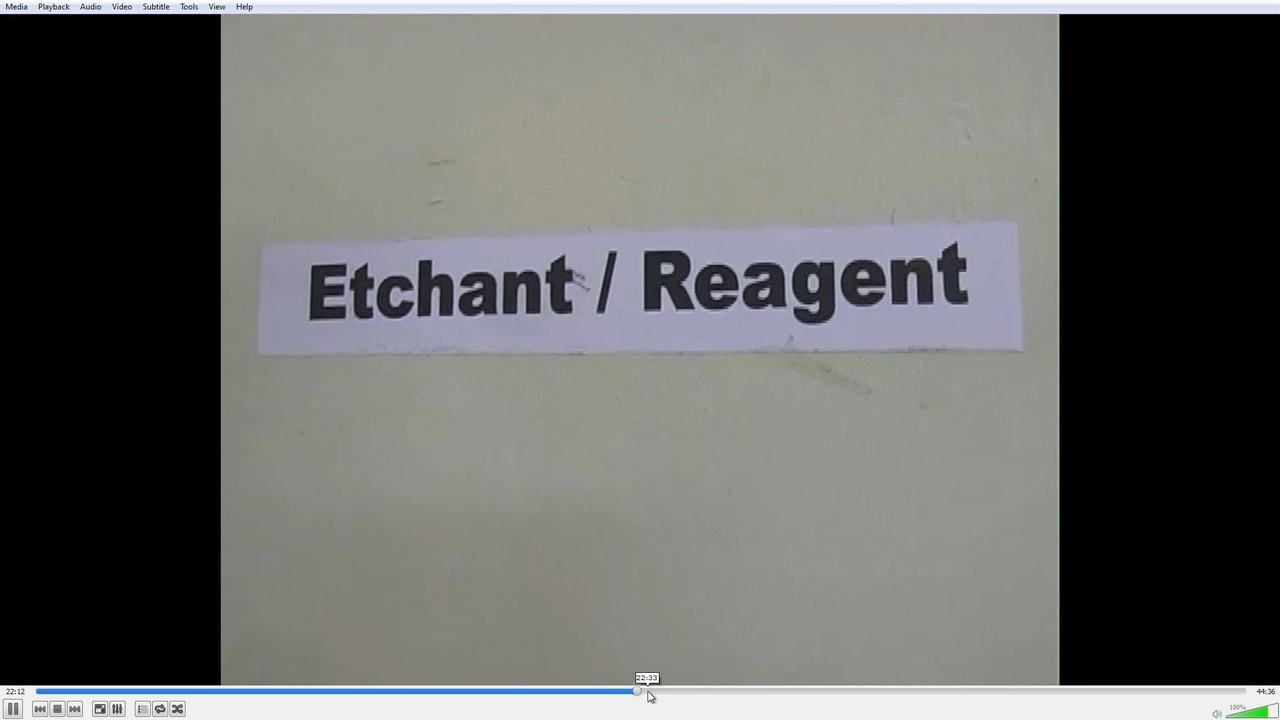 Media Playback Audio Video Subtitle Tools View Help
Etchant / Reagent
22:33
22:12
44:36
100%